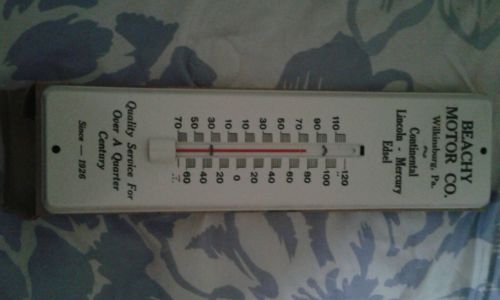 BEACHY
MOTOR CO.
Wilkinsburg, Pa.
Continental
Lincoln - Mercury
Edsel
120
110
100
90
80
70
60
50
40
30
20
10
0
10
20
30
40
50
60
70
Quality Service For
Over A Quarter
Century
Since — 1926